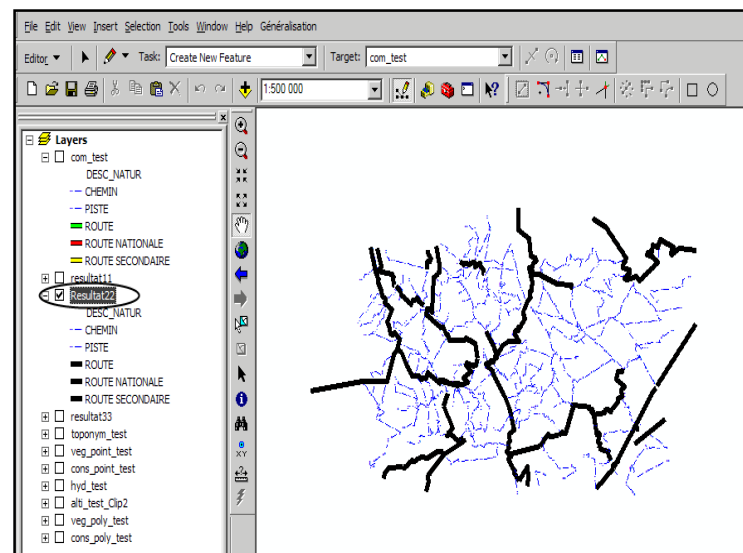 File Edit View Insert Selection Tools Window Help Généralisation
Editor Task: Create New Feature Target: com_test
1:500 000
Layers
com_test
DESC_NATUR
CHEMIN
PISTE
ROUTE
ROUTE NATIONALE
ROUTE SECONDAIRE
resultat11
Resultat22
DESC_NATUR
CHEMIN
PISTE
ROUTE
ROUTE NATIONALE
ROUTE SECONDAIRE
resultat33
toponym_test
veg_point_test
cons_point_test
hyd_test
alti_test_Clip2
veg_poly_test
cons_poly_test
XY